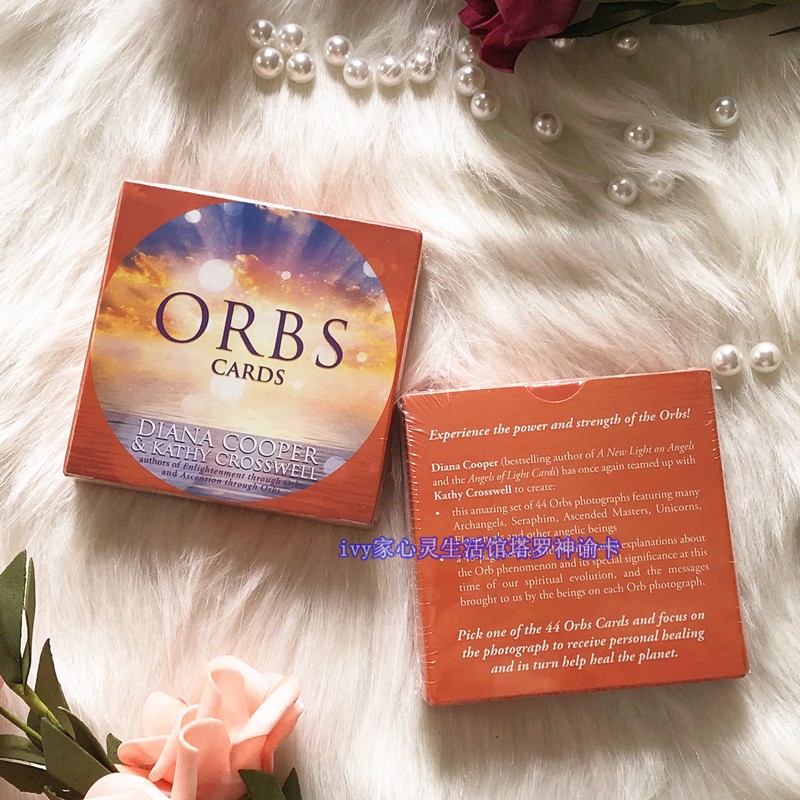 ORBS
CARDS
DIANA COOPER
& KATHY CROSSWELL
authors of Enlightenment through Orbs
and Ascension through Orbs
Experience the power and strength of the Orbs!
Diana Cooper (bestselling author of A New Light on Angels
and the Angels of Light Cards) has once again teamed up with
Kathy Crosswell to create:
• this amazing set of 44 Orbs photographs featuring many
Archangels, Seraphim, Ascended Masters, Unicorns,
and other angelic beings
ivy家心灵生活馆塔罗神谕卡
explanations about
the Orb phenomenon and its special significance at this
time of our spiritual evolution, and the messages
brought to us by the beings on each Orb photograph.
Pick one of the 44 Orbs Cards and focus on
the photograph to receive personal healing
and in turn help heal the planet.